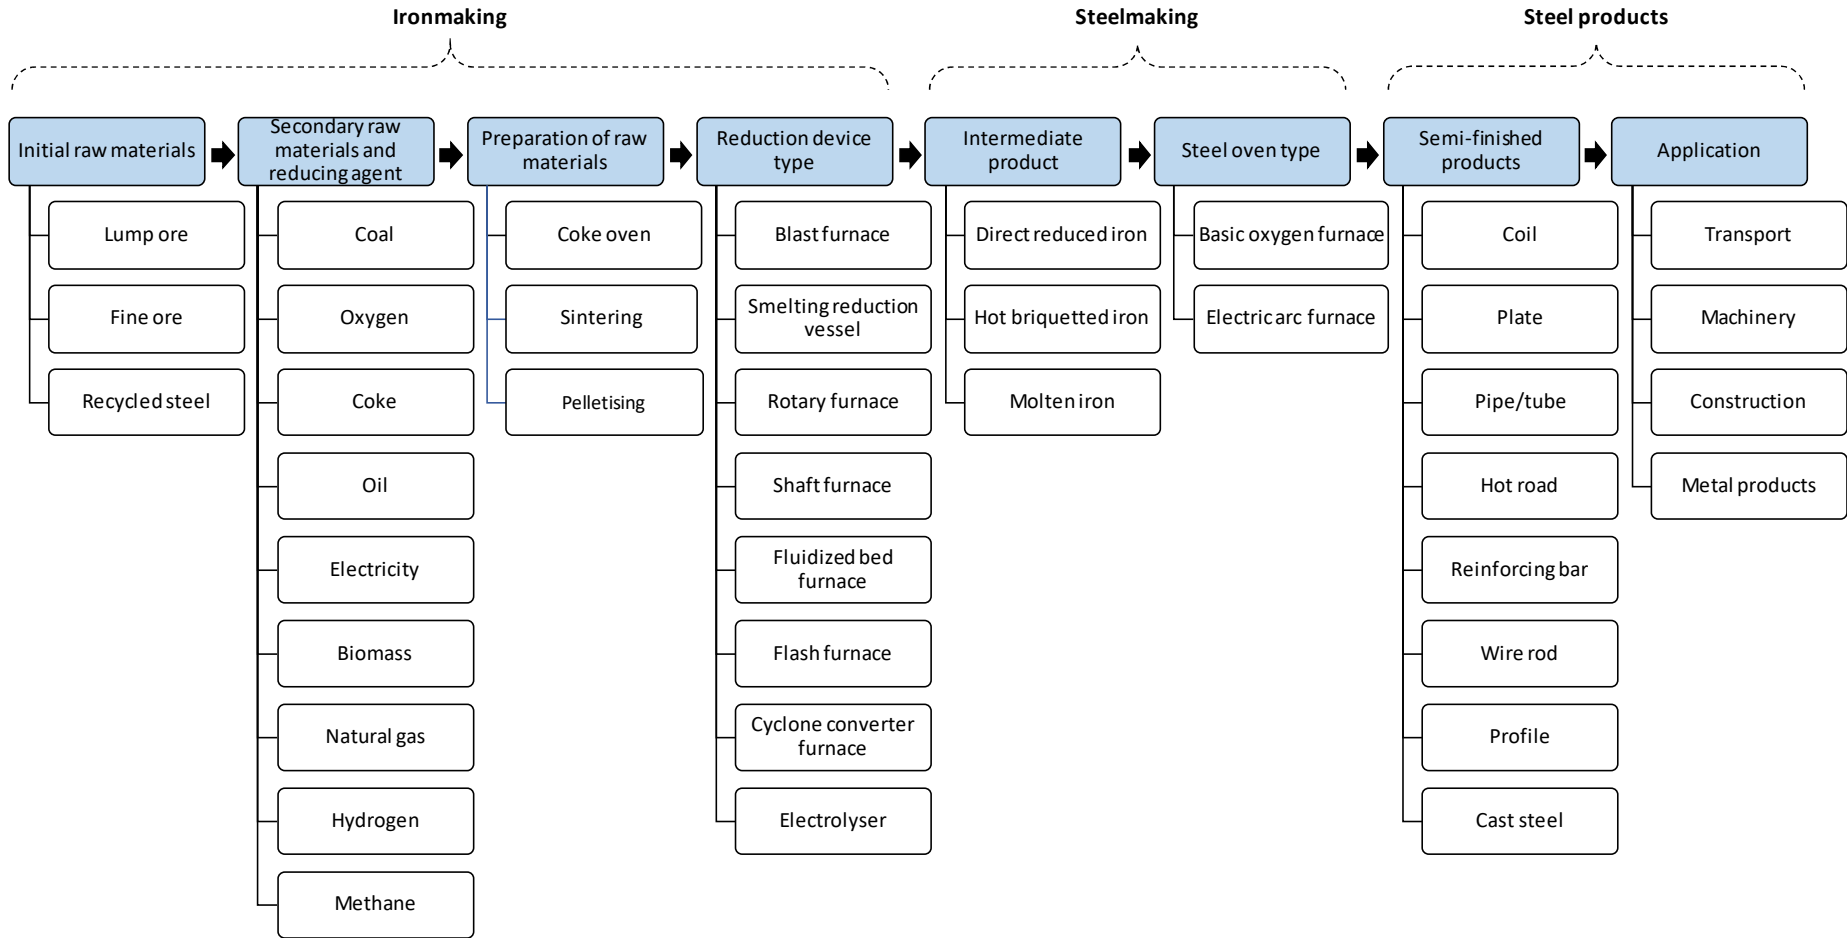 Ironmaking
Steelmaking
Steel products
Initial raw materials
Secondary raw
materials and
reducing agent
Preparation of raw
materials
Reduction device
type
Intermediate
product
Steel oven type
Semi-finished
products
Application
Lump ore
Fine ore
Recycled steel
Coal
Oxygen
Coke
Oil
Electricity
Biomass
Natural gas
Hydrogen
Methane
Coke oven
Sintering
Pelletising
Blast furnace
Smelting reduction
vessel
Rotary furnace
Shaft furnace
Fluidized bed
furnace
Flash furnace
Cyclone converter
furnace
Electrolyser
Direct reduced iron
Hot briquetted iron
Molten iron
Basic oxygen furnace
Electric arc furnace
Coil
Plate
Pipe/tube
Hot road
Reinforcing bar
Wire rod
Profile
Cast steel
Transport
Machinery
Construction
Metal products